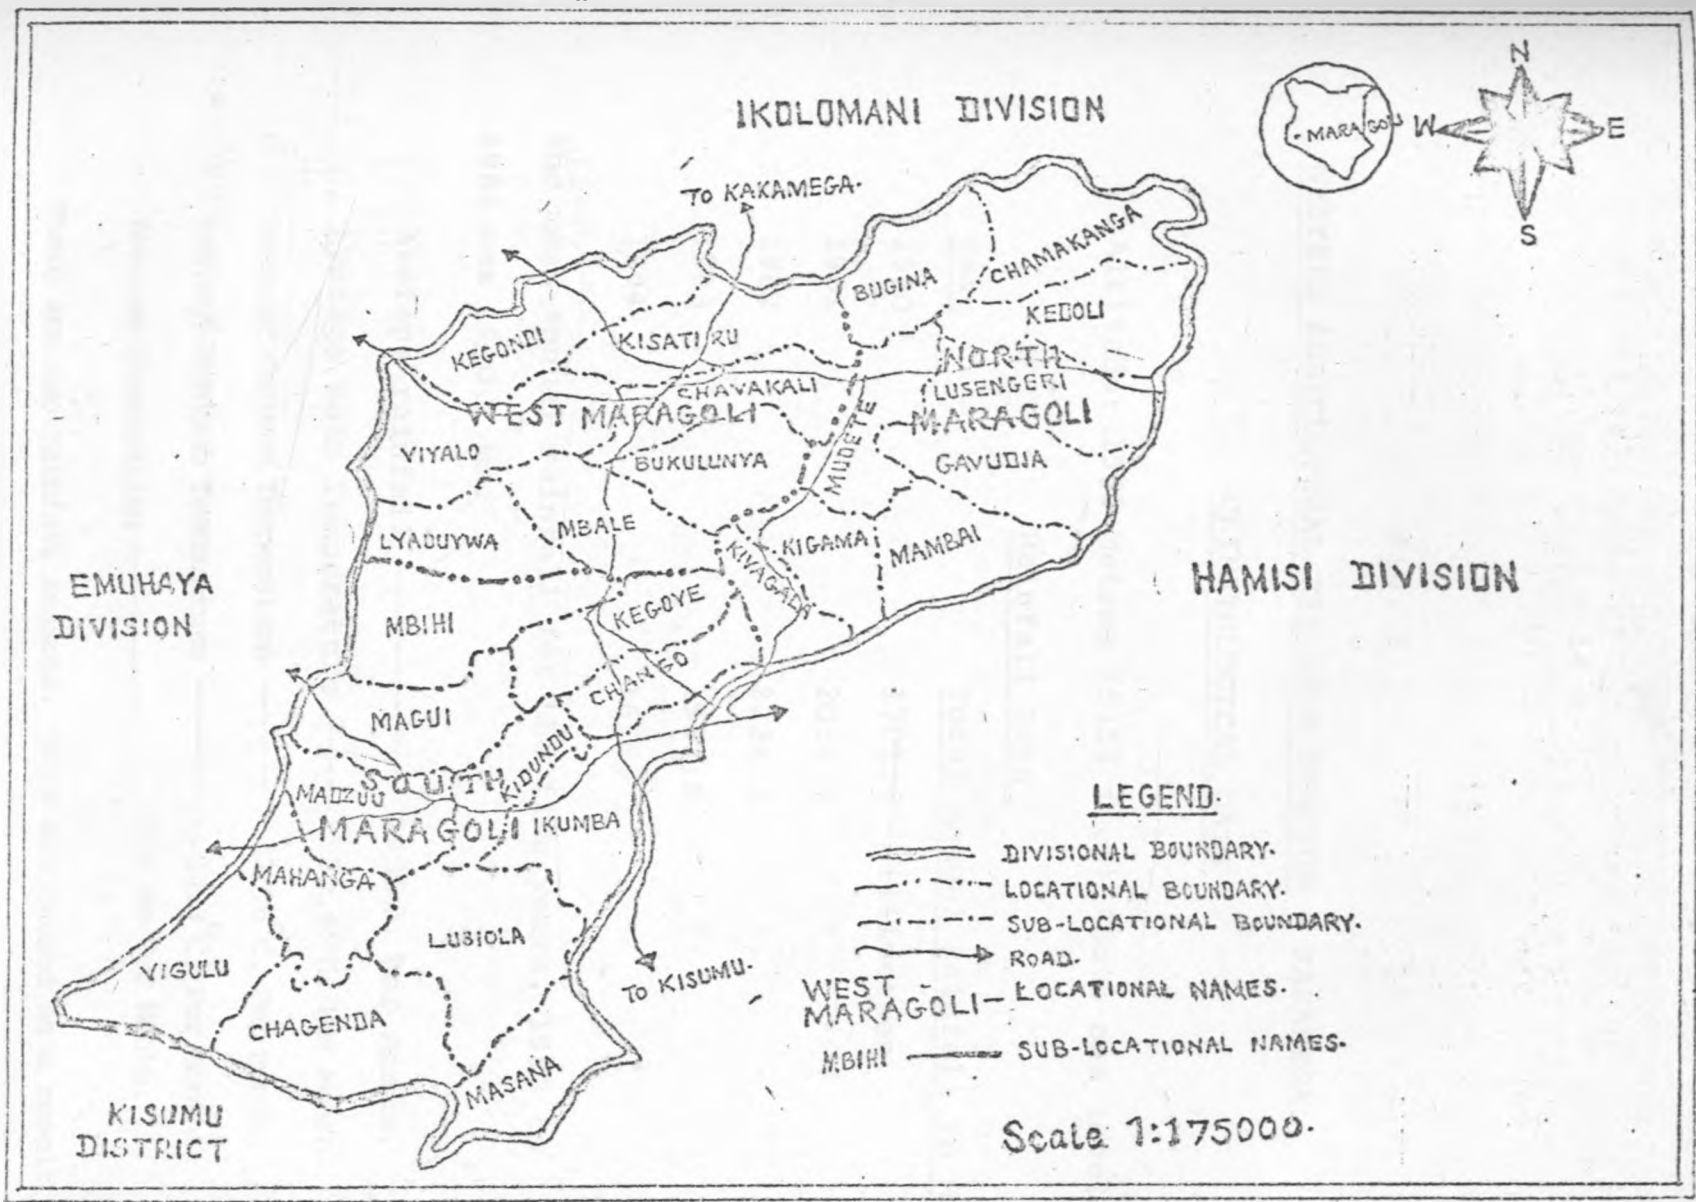 N
W
E
S
MARAGOLI
IKOLOMANI DIVISION
TO KAKAMEGA.
CHAMAKANGA
BUGINA
KEDOLI
KEGONDI
KISATIRU
NORTH
MARAGOLI
LUSENGERI
CHAVAKALI
WEST MARAGOLI
VIYALO
BUKULUNYA
MUDETE
GAVUDIA
LYADUYWA
MBALE
KIVAGALA
KIGAMA
MAMBAI
EMUHAYA
DIVISION
HAMISI DIVISION
MBIHI
KEGOYE
CHANGO
MAGUI
KIDUNDU
SOUTH
MARAGOLI
MADZUU
IKUMBA
MAHANGA
LUSIOLA
VIGULU
CHAGENDA
MASANA
TO KISUMU.
KISUMU
DISTRICT
LEGEND.
DIVISIONAL BOUNDARY.
LOCATIONAL BOUNDARY.
SUB-LOCATIONAL BOUNDARY.
ROAD.
WEST
MARAGOLI – LOCATIONAL NAMES.
MBIHI — SUB-LOCATIONAL NAMES.
Scale 1:175000.